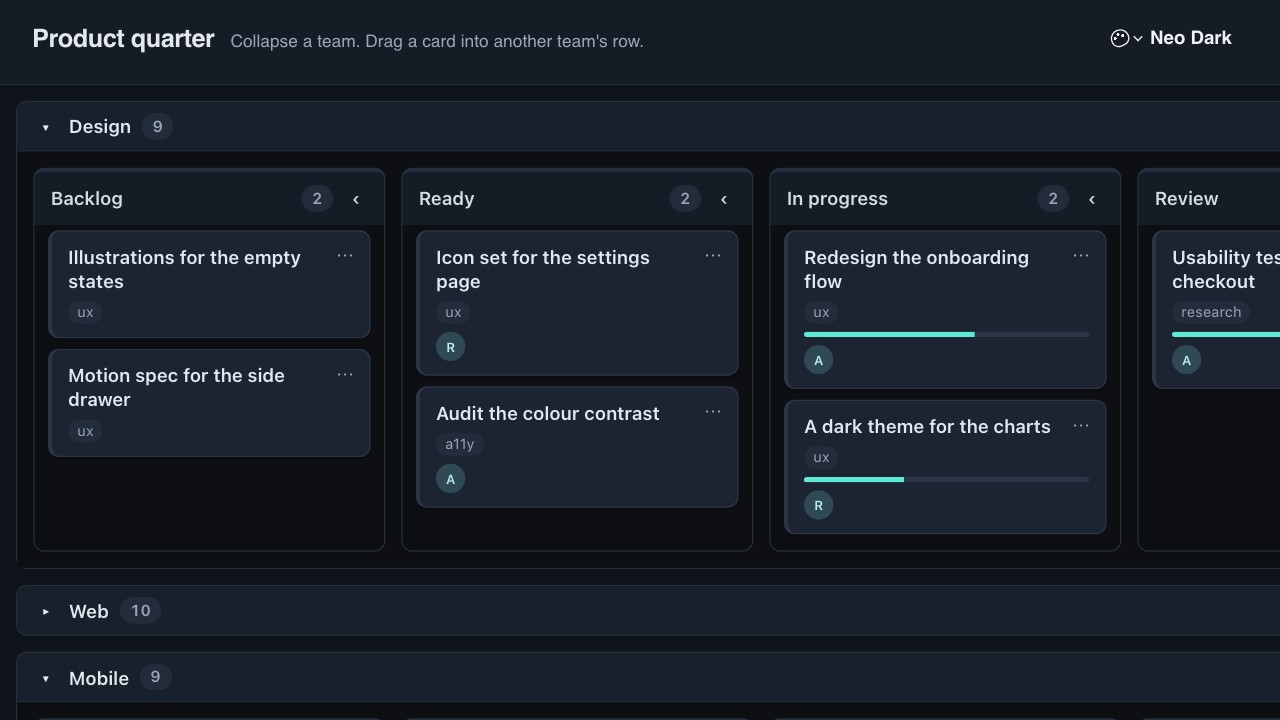 Product quarter Collapse a team. Drag a card into another team's row. Neo Dark
Design 9
Backlog 2
Illustrations for the empty
states
ux
Motion spec for the side
drawer
ux
Ready 2
Icon set for the settings
page
ux
R
Audit the colour contrast
a11y
A
In progress 2
Redesign the onboarding
flow
ux
A
A dark theme for the charts
ux
R
Review
Usability tes
checkout
research
A
Web 10
Mobile 9